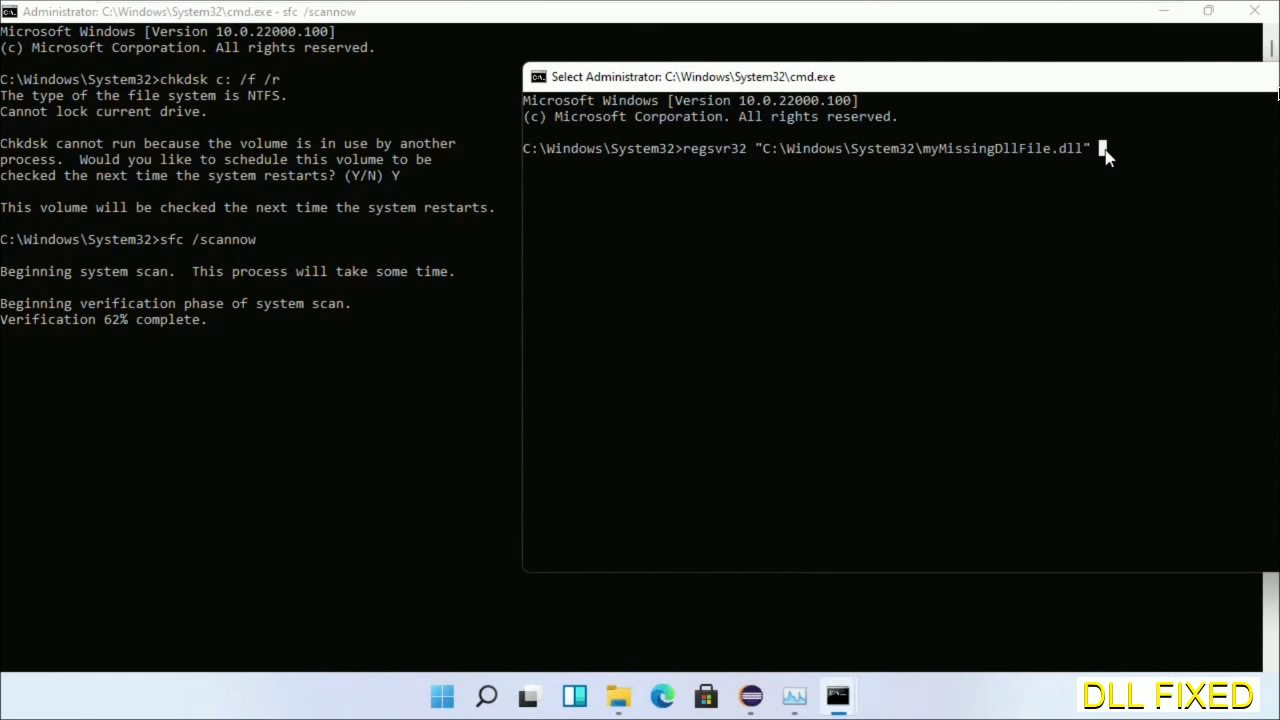 Administrator: C:\Windows\System32\cmd.exe - sfc /scannow
Microsoft Windows [Version 10.0.22000.100]
(c) Microsoft Corporation. All rights reserved.
C:\Windows\System32>chkdsk c: /f /r
The type of the file system is NTFS.
Cannot lock current drive.
Chkdsk cannot run because the volume is in use by another
process. Would you like to schedule this volume to be
checked the next time the system restarts? (Y/N) Y
This volume will be checked the next time the system restarts.
C:\Windows\System32>sfc /scannow
Beginning system scan. This process will take some time.
Beginning verification phase of system scan.
Verification 62% complete.
Select Administrator: C:\Windows\System32\cmd.exe
Microsoft Windows [Version 10.0.22000.100]
(c) Microsoft Corporation. All rights reserved.
C:\Windows\System32>regsvr32 "C:\Windows\System32\myMissingDllFile.dll"
DLL FIXED